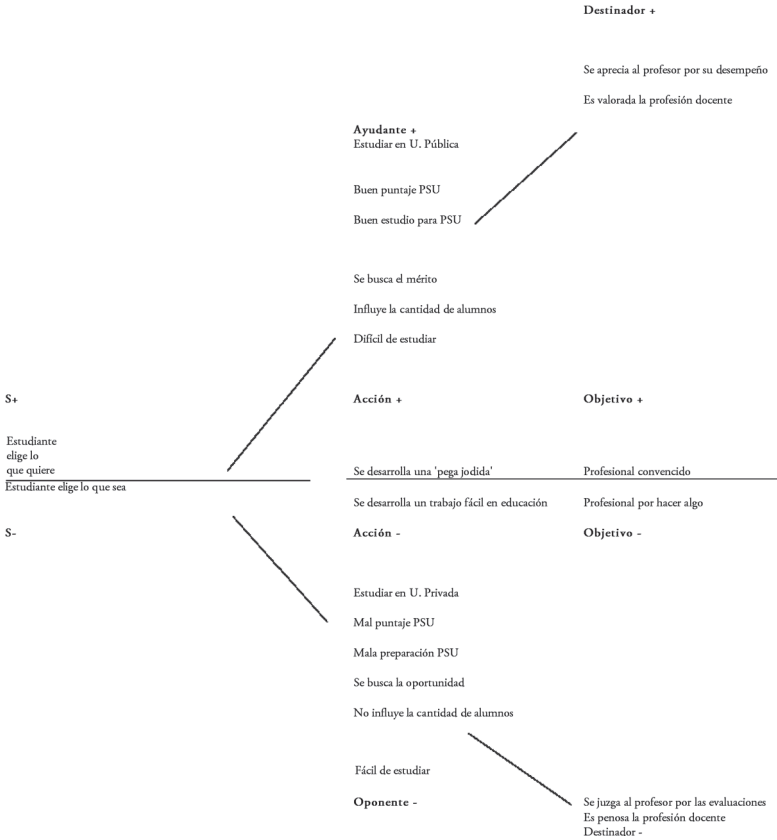 Destinador +
Se aprecia al profesor por su desempeño
Es valorada la profesión docente
Ayudante +
Estudiar en U. Pública
Buen puntaje PSU
Buen estudio para PSU
Se busca el mérito
Influye la cantidad de alumnos
Difícil de estudiar
S+
Acción +
Objetivo +
Estudiante
elige lo
que quiere
Se desarrolla una 'pega jodida'
Profesional convencido
Estudiante elige lo que sea
Se desarrolla un trabajo fácil en educación
Profesional por hacer algo
S-
Acción -
Objetivo -
Estudiar en U. Privada
Mal puntaje PSU
Mala preparación PSU
Se busca la oportunidad
No influye la cantidad de alumnos
Fácil de estudiar
Oponente -
Se juzga al profesor por las evaluaciones
Es penosa la profesión docente
Destinador -